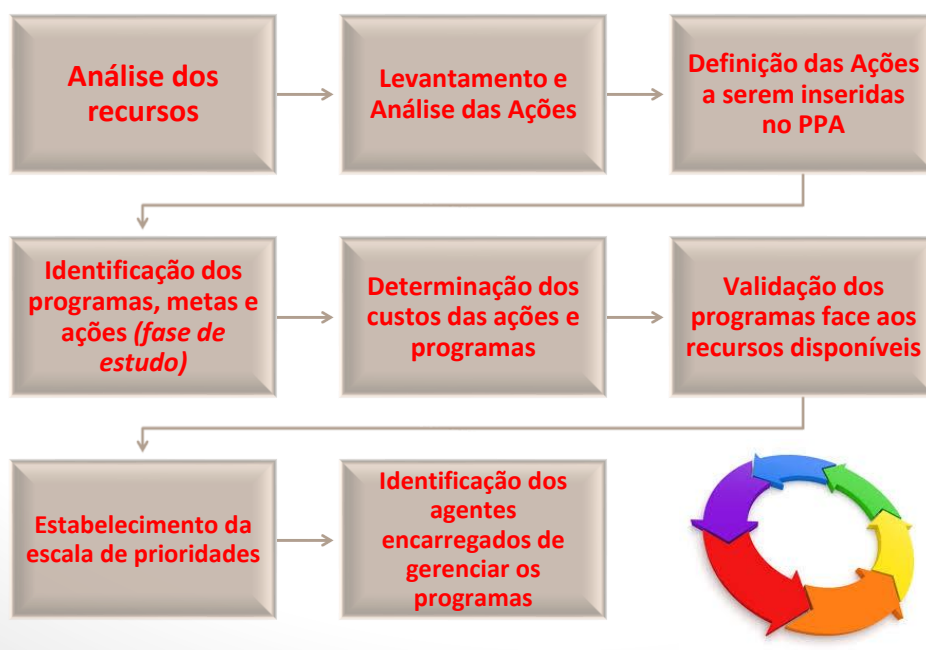 Análise dos
recursos
Levantamento e
Análise das Ações
Definição das Ações
a serem inseridas
no PPA
Identificação dos
programas, metas e
ações (fase de
estudo)
Determinação dos
custos das ações e
programas
Validação dos
programas face aos
recursos disponíveis
Estabelecimento da
escala de prioridades
Identificação dos
agentes
encarregados de
gerenciar os
programas